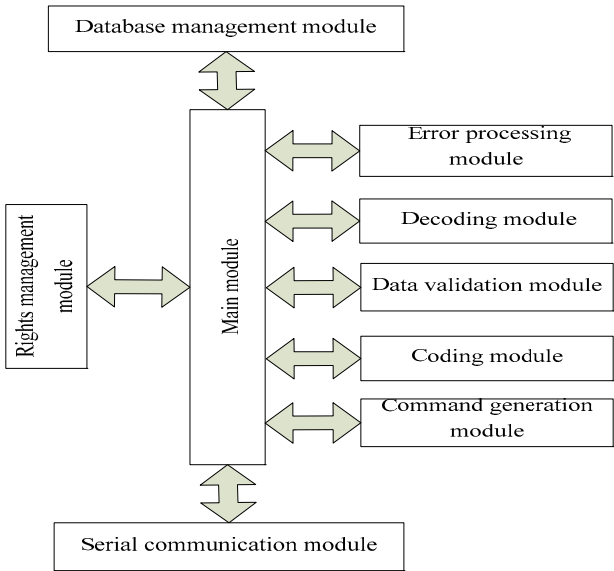 Database management module
Error processing
module
Decoding module
Rights management
module
Main module
Data validation module
Coding module
Command generation
module
Serial communication module